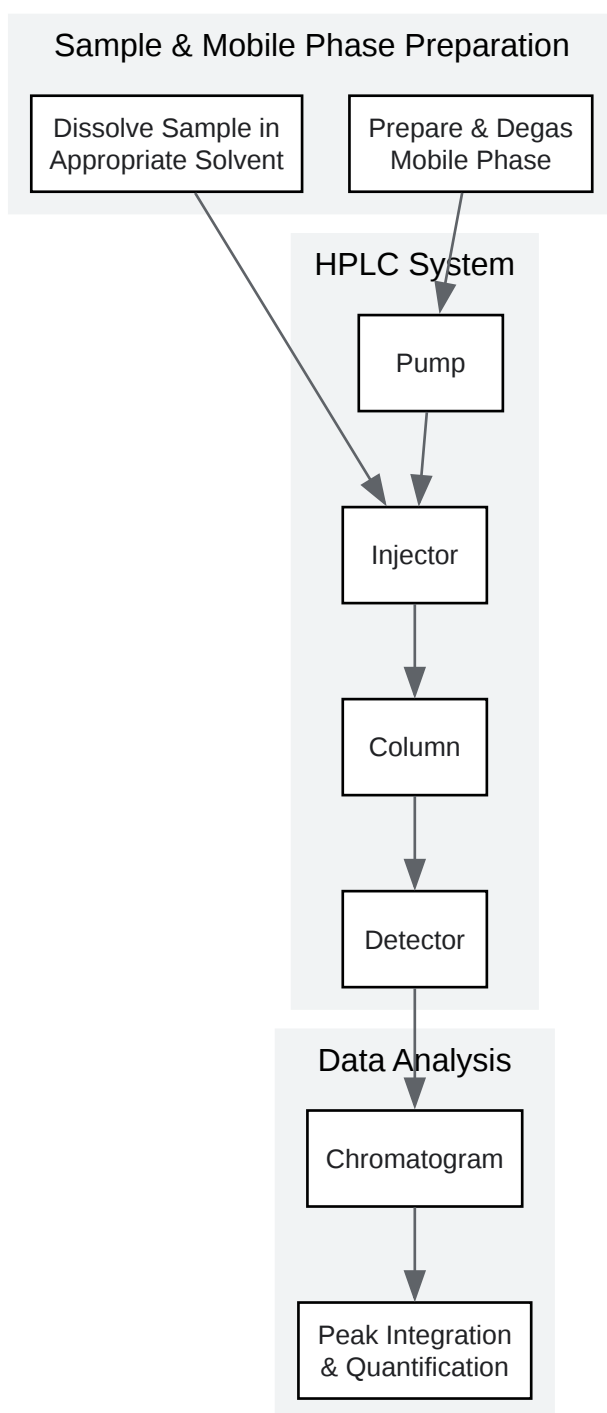 Sample & Mobile Phase Preparation
Dissolve Sample in
Appropriate Solvent
Prepare & Degas
Mobile Phase
HPLC System
Pump
Injector
Column
Detector
Data Analysis
Chromatogram
Peak Integration
& Quantification